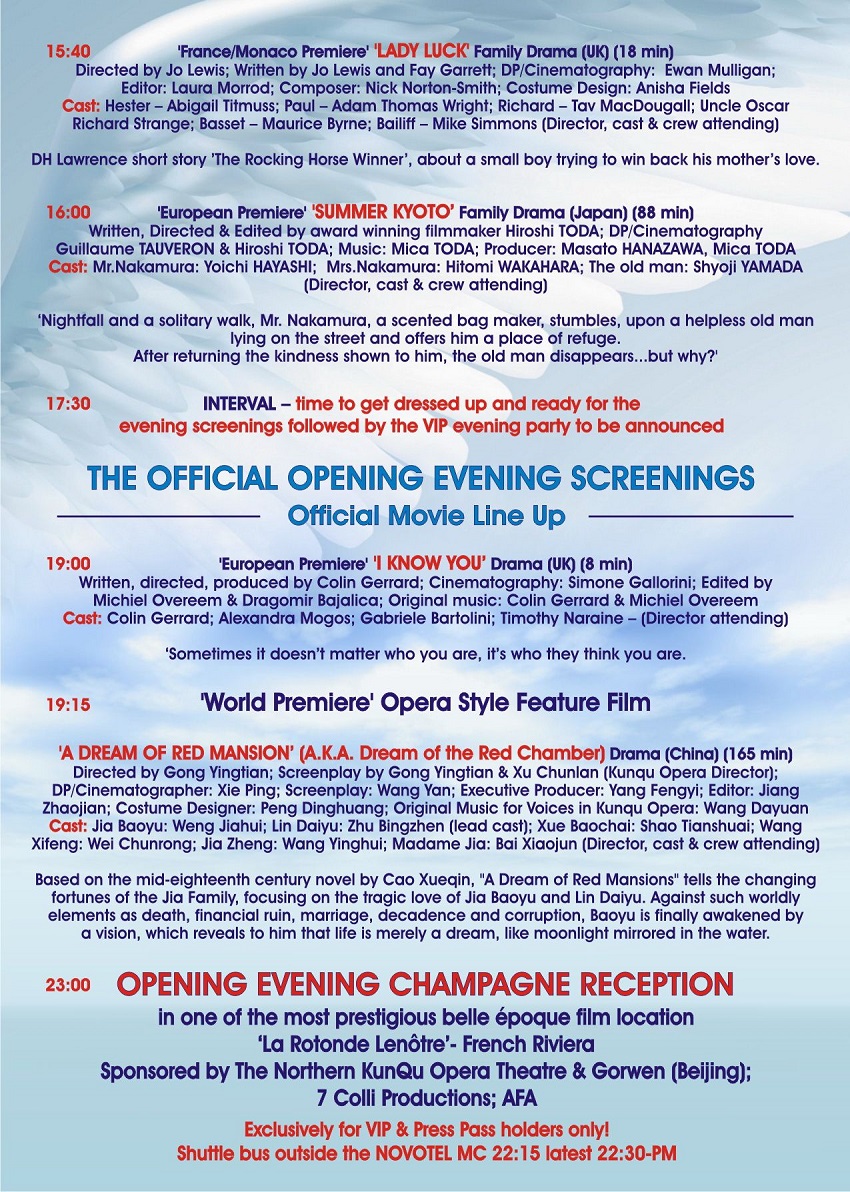 15:40 'France/Monaco Premiere' 'LADY LUCK' Family Drama (UK) (18 min)
Directed by Jo Lewis; Written by Jo Lewis and Fay Garrett; DP/Cinematography: Ewan Mulligan;
Editor: Laura Morrod; Composer: Nick Norton-Smith; Costume Design: Anisha Fields
Cast: Hester – Abigail Titmuss; Paul – Adam Thomas Wright; Richard – Tav MacDougall; Uncle Oscar
Richard Strange; Basset – Maurice Byrne; Bailiff – Mike Simmons (Director, cast & crew attending)
DH Lawrence short story 'The Rocking Horse Winner', about a small boy trying to win back his mother's love.
16:00 'European Premiere' 'SUMMER KYOTO' Family Drama (Japan) (88 min)
Written, Directed & Edited by award winning filmmaker Hiroshi TODA; DP/Cinematography
Guillaume TAUVERON & Hiroshi TODA; Music: Mica TODA; Producer: Masato HANAZAWA, Mica TODA
Cast: Mr.Nakamura: Yoichi HAYASHI; Mrs.Nakamura: Hitomi WAKAHARA; The old man: Shyoji YAMADA
(Director, cast & crew attending)
'Nightfall and a solitary walk, Mr. Nakamura, a scented bag maker, stumbles, upon a helpless old man
lying on the street and offers him a place of refuge.
After returning the kindness shown to him, the old man disappears...but why?'
17:30 INTERVAL – time to get dressed up and ready for the
evening screenings followed by the VIP evening party to be announced
THE OFFICIAL OPENING EVENING SCREENINGS
Official Movie Line Up
19:00 'European Premiere' 'I KNOW YOU' Drama (UK) (8 min)
Written, directed, produced by Colin Gerrard; Cinematography: Simone Gallorini; Edited by
Michiel Overeem & Dragomir Bajalica; Original music: Colin Gerrard & Michiel Overeem
Cast: Colin Gerrard; Alexandra Mogos; Gabriele Bartolini; Timothy Naraine – (Director attending)
'Sometimes it doesn't matter who you are, it's who they think you are.
19:15 'World Premiere' Opera Style Feature Film
'A DREAM OF RED MANSION' (A.K.A. Dream of the Red Chamber) Drama (China) (165 min)
Directed by Gong Yingtian; Screenplay by Gong Yingtian & Xu Chunlan (Kunqu Opera Director);
DP/Cinematographer: Xie Ping; Screenplay: Wang Yan; Executive Producer: Yang Fengyi; Editor: Jiang
Zhaojian; Costume Designer: Peng Dinghuang; Original Music for Voices in Kunqu Opera: Wang Dayuan
Cast: Jia Baoyu: Weng Jiahui; Lin Daiyu: Zhu Bingzhen (lead cast); Xue Baochai: Shao Tianshuai; Wang
Xifeng: Wei Chunrong; Jia Zheng: Wang Yinghui; Madame Jia: Bai Xiaojun (Director, cast & crew attending)
Based on the mid-eighteenth century novel by Cao Xueqin, "A Dream of Red Mansions" tells the changing
fortunes of the Jia Family, focusing on the tragic love of Jia Baoyu and Lin Daiyu. Against such worldly
elements as death, financial ruin, marriage, decadence and corruption, Baoyu is finally awakened by
a vision, which reveals to him that life is merely a dream, like moonlight mirrored in the water.
23:00 OPENING EVENING CHAMPAGNE RECEPTION
in one of the most prestigious belle époque film location
'La Rotonde Lenôtre'- French Riviera
Sponsored by The Northern KunQu Opera Theatre & Gorwen (Beijing);
7 Colli Productions; AFA
Exclusively for VIP & Press Pass holders only!
Shuttle bus outside the NOVOTEL MC 22:15 latest 22:30-PM